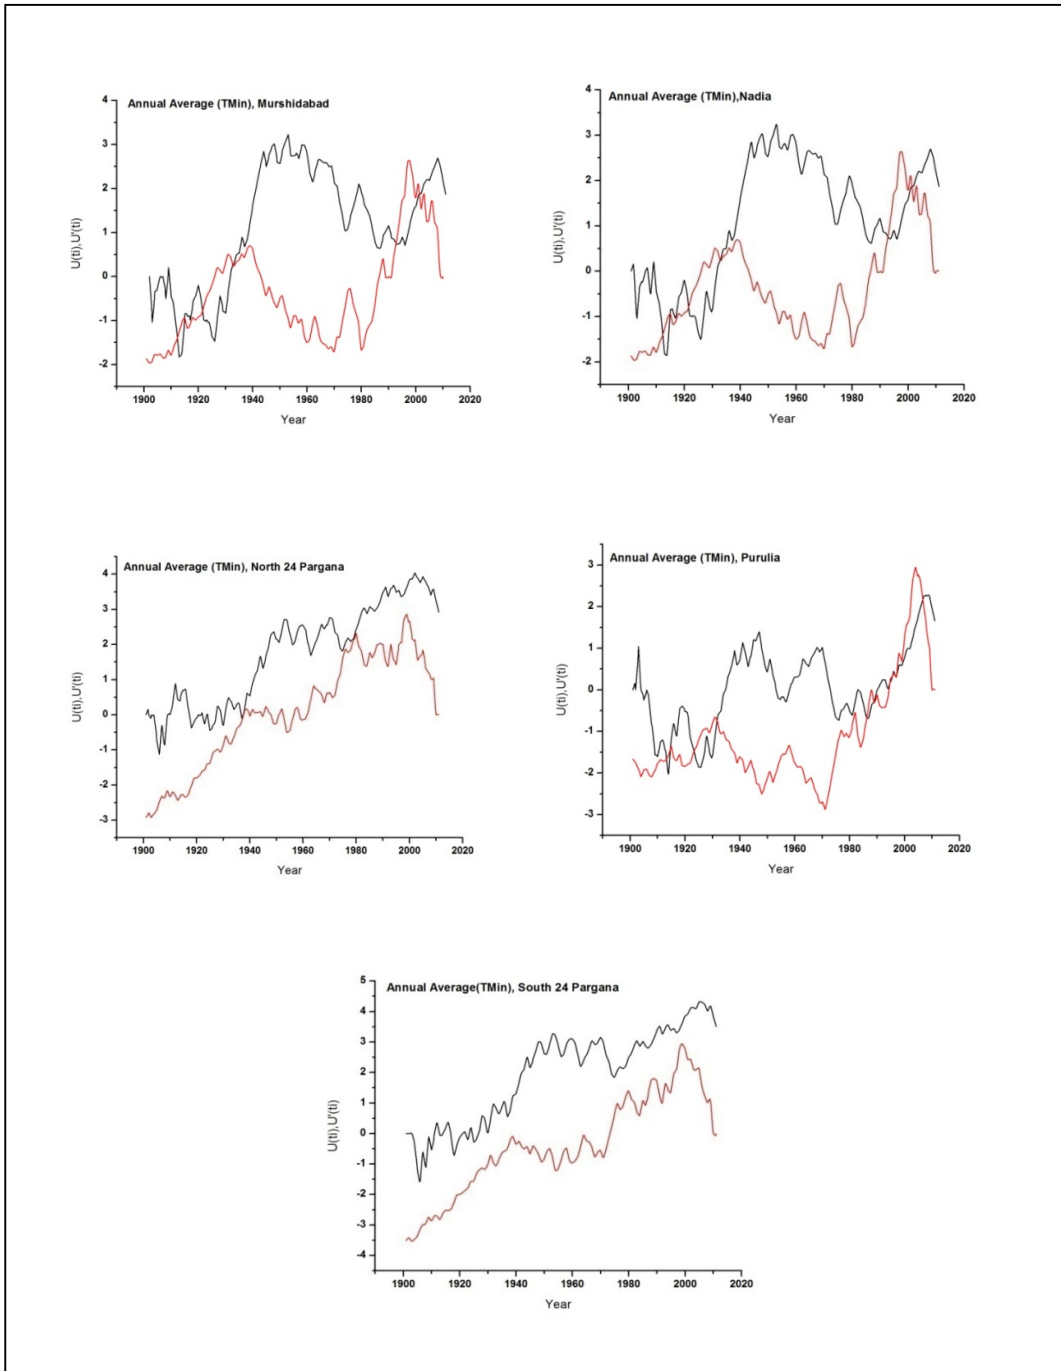 Annual Average (TMin), Murshidabad
U(ti),U'(ti)
4
3
2
1
0
-1
-2
1900 1920 1940 1960 1980 2000 2020
Year
Annual Average (TMin),Nadia
U(ti),U'(ti)
4
3
2
1
0
-1
-2
1900 1920 1940 1960 1980 2000 2020
Year
Annual Average (TMin), North 24 Pargana
U(ti),U'(ti)
4
3
2
1
0
-1
-2
-3
1900 1920 1940 1960 1980 2000 2020
Year
Annual Average (TMin), Purulia
U(ti),U'(ti)
3
2
1
0
-1
-2
-3
1900 1920 1940 1960 1980 2000 2020
Year
Annual Average(TMin), South 24 Pargana
U(ti),U'(ti)
5
4
3
2
1
0
-1
-2
-3
-4
1900 1920 1940 1960 1980 2000 2020
Year